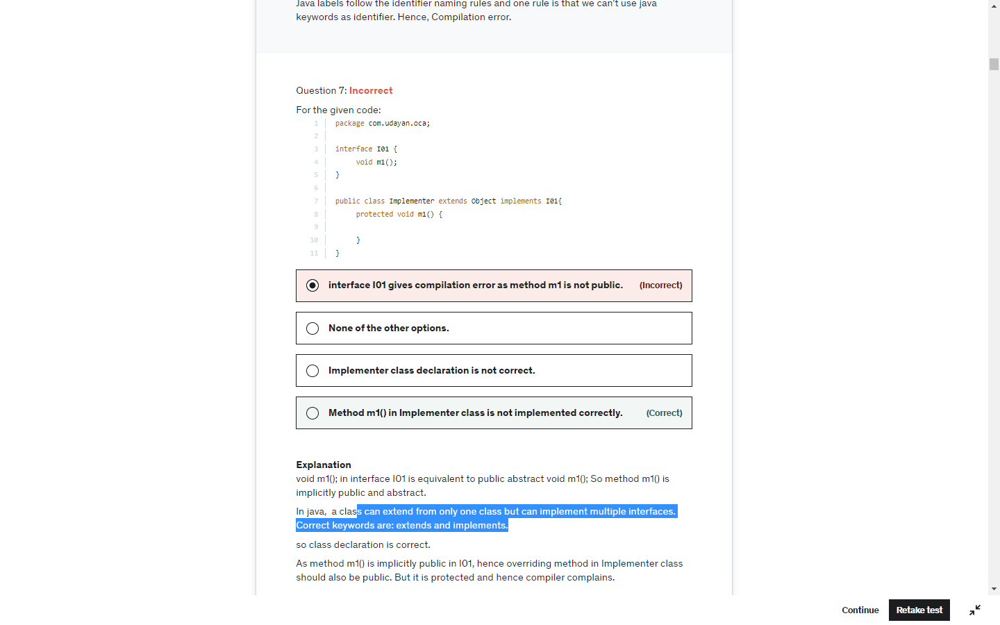 Java labels follow the identifier naming rules and one rule is that we can't use java
keywords as identifier. Hence, Compilation error.
Question 7: Incorrect
For the given code:
1 package com.udayan.oca;
2
3 interface I01 {
4 void m1();
5 }
6
7 public class Implementer extends Object implements I01{
8 protected void m1() {
9
10 }
11 }
interface I01 gives compilation error as method m1 is not public. (Incorrect)
None of the other options.
Implementer class declaration is not correct.
Method m1() in Implementer class is not implemented correctly. (Correct)
Explanation
void m1(); in interface I01 is equivalent to public abstract void m1(); So method m1() is
implicitly public and abstract.
In java, a class can extend from only one class but can implement multiple interfaces.
Correct keywords are: extends and implements.
so class declaration is correct.
As method m1() is implicitly public in I01, hence overriding method in Implementer class
should also be public. But it is protected and hence compiler complains.
Continue Retake test